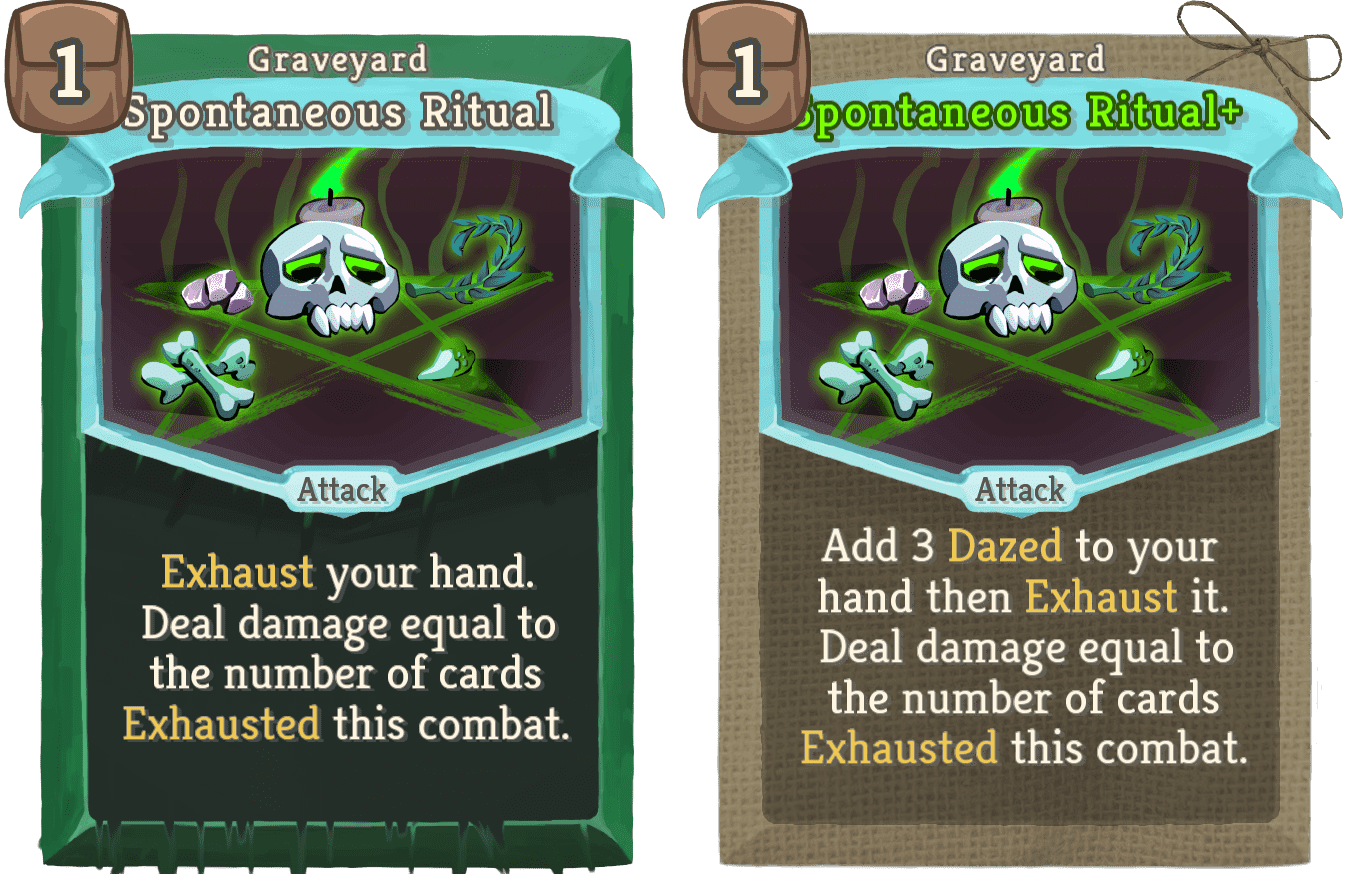 1
Graveyard
Spontaneous Ritual
Attack
Exhaust your hand.
Deal damage equal to
the number of cards
Exhausted this combat.
1
Graveyard
Spontaneous Ritual+
Attack
Add 3 Dazed to your
hand then Exhaust it.
Deal damage equal to
the number of cards
Exhausted this combat.